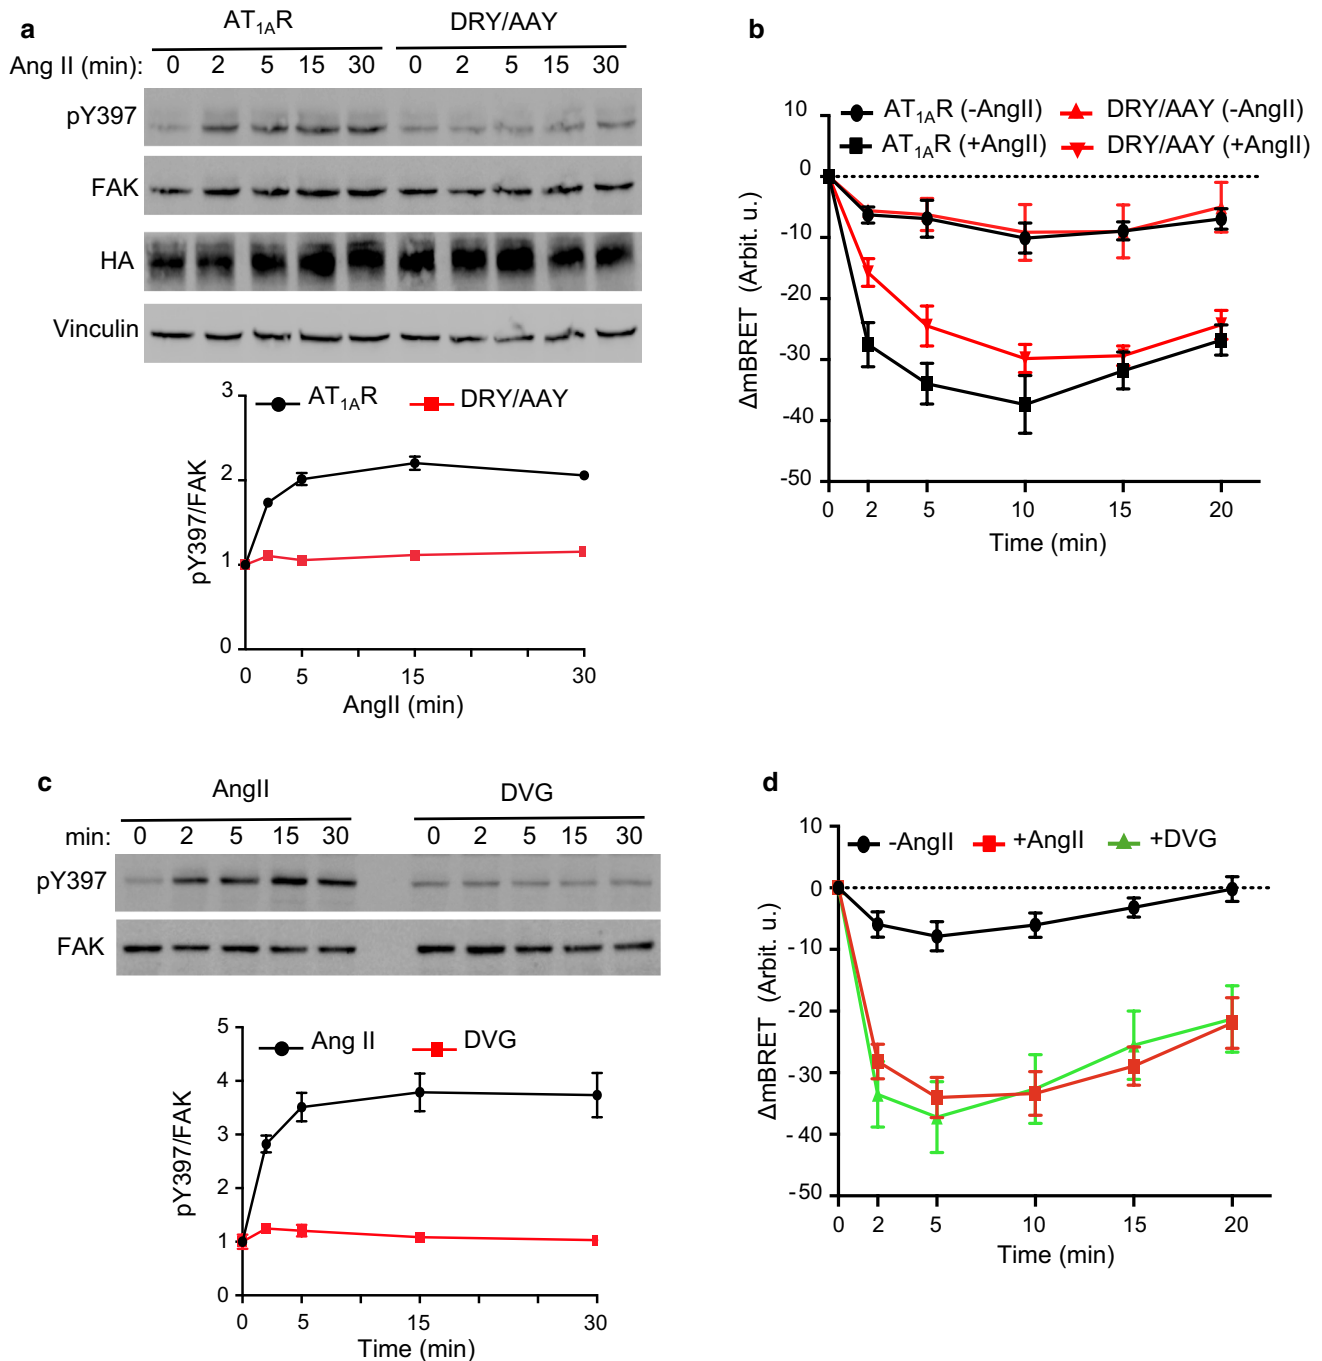 a
AT1AR DRY/AAY
Ang II (min): 0 2 5 15 30 0 2 5 15 30
pY397
FAK
HA
Vinculin
3
2
1
0
AT1AR DRY/AAY
pY397/FAK
0 5 15 30
AngII (min)
b
10
0
-10
-20
-30
-40
-50
AT1AR (-AngII) DRY/AAY (-AngII)
AT1AR (+AngII) DRY/AAY (+AngII)
ΔmBRET (Arbit. u.)
0 2 5 10 15 20
Time (min)
c
AngII DVG
min: 0 2 5 15 30 0 2 5 15 30
pY397
FAK
5
4
3
2
1
0
Ang II DVG
pY397/FAK
0 5 15 30
Time (min)
d
10
0
-10
-20
-30
-40
-50
-AngII +AngII +DVG
ΔmBRET (Arbit. u.)
0 2 5 10 15 20
Time (min)